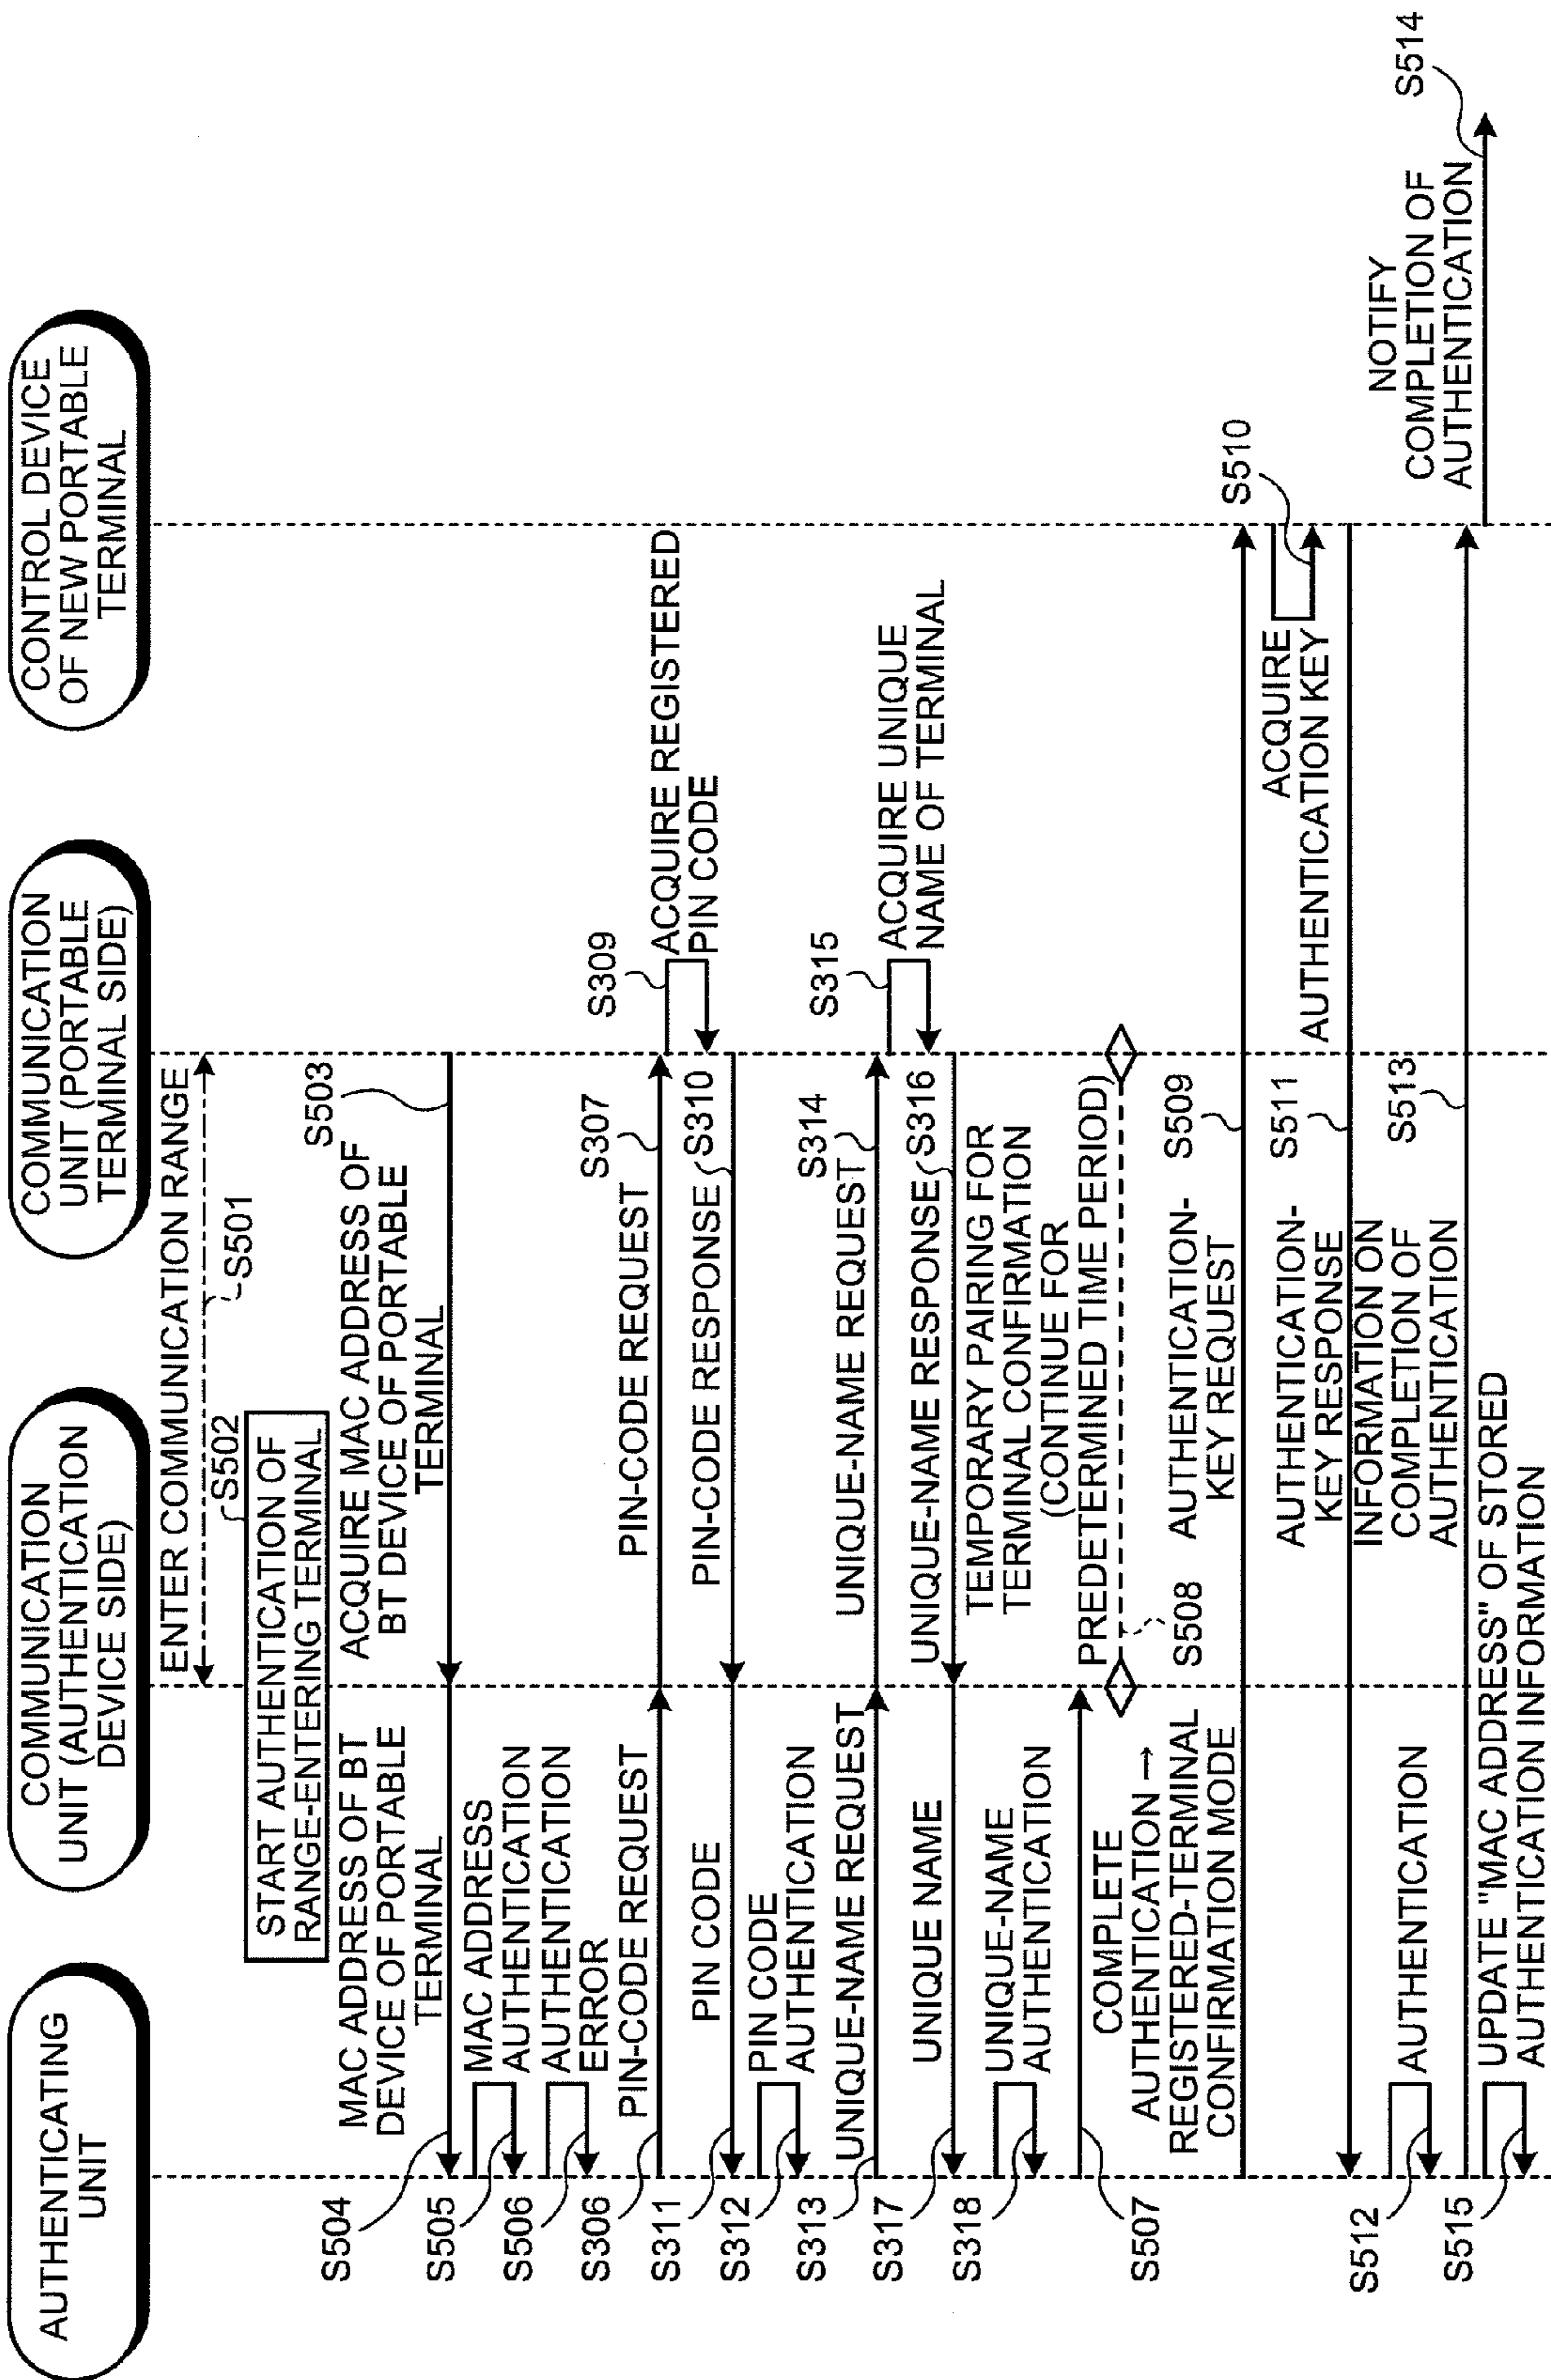 AUTHENTICATING
UNIT
COMMUNICATION
UNIT (AUTHENTICATION
DEVICE SIDE)
COMMUNICATION
UNIT (PORTABLE
TERMINAL SIDE)
CONTROL DEVICE
OF NEW PORTABLE
TERMINAL
ENTER COMMUNICATION RANGE
S501
S502
START AUTHENTICATION OF
RANGE-ENTERING TERMINAL
S503
ACQUIRE MAC ADDRESS OF
BT DEVICE OF PORTABLE
TERMINAL
S504
MAC ADDRESS OF BT
DEVICE OF PORTABLE
TERMINAL
S505
MAC ADDRESS
AUTHENTICATION
S506
AUTHENTICATION
ERROR
S306
PIN-CODE REQUEST
PIN-CODE REQUEST
S307
S309
ACQUIRE REGISTERED
PIN CODE
PIN-CODE RESPONSE
S310
S311
PIN CODE
S312
PIN CODE
AUTHENTICATION
S313
UNIQUE-NAME REQUEST
UNIQUE-NAME REQUEST
S314
S315
ACQUIRE UNIQUE
NAME OF TERMINAL
UNIQUE-NAME RESPONSE
S316
S317
UNIQUE NAME
S318
UNIQUE-NAME
AUTHENTICATION
S507
COMPLETE
AUTHENTICATION →
REGISTERED-TERMINAL
CONFIRMATION MODE
TEMPORARY PAIRING FOR
TERMINAL CONFIRMATION
(CONTINUE FOR
PREDETERMINED TIME PERIOD)
S508
AUTHENTICATION-
KEY REQUEST
S509
S510
ACQUIRE
AUTHENTICATION KEY
AUTHENTICATION-
KEY RESPONSE
S511
S512
AUTHENTICATION
INFORMATION ON
COMPLETION OF
AUTHENTICATION
S513
NOTIFY
COMPLETION OF
AUTHENTICATION
S514
S515
UPDATE "MAC ADDRESS" OF STORED
AUTHENTICATION INFORMATION